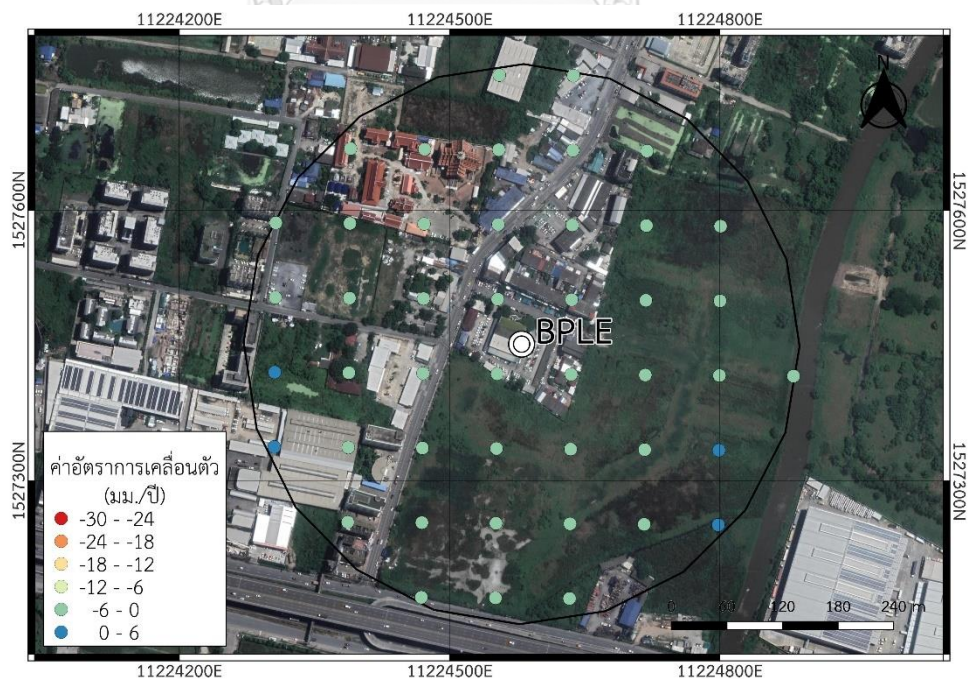 11224200E 11224500E 11224800E
N
1527600N 1527600N
BPLE
1527300N 1527300N
ค่าอัตราการเคลื่อนตัว
(มม./ปี)
-30 - -24
-24 - -18
-18 - -12
-12 - -6
-6 - 0
0 - 6
0 60 120 180 240 m
11224200E 11224500E 11224800E